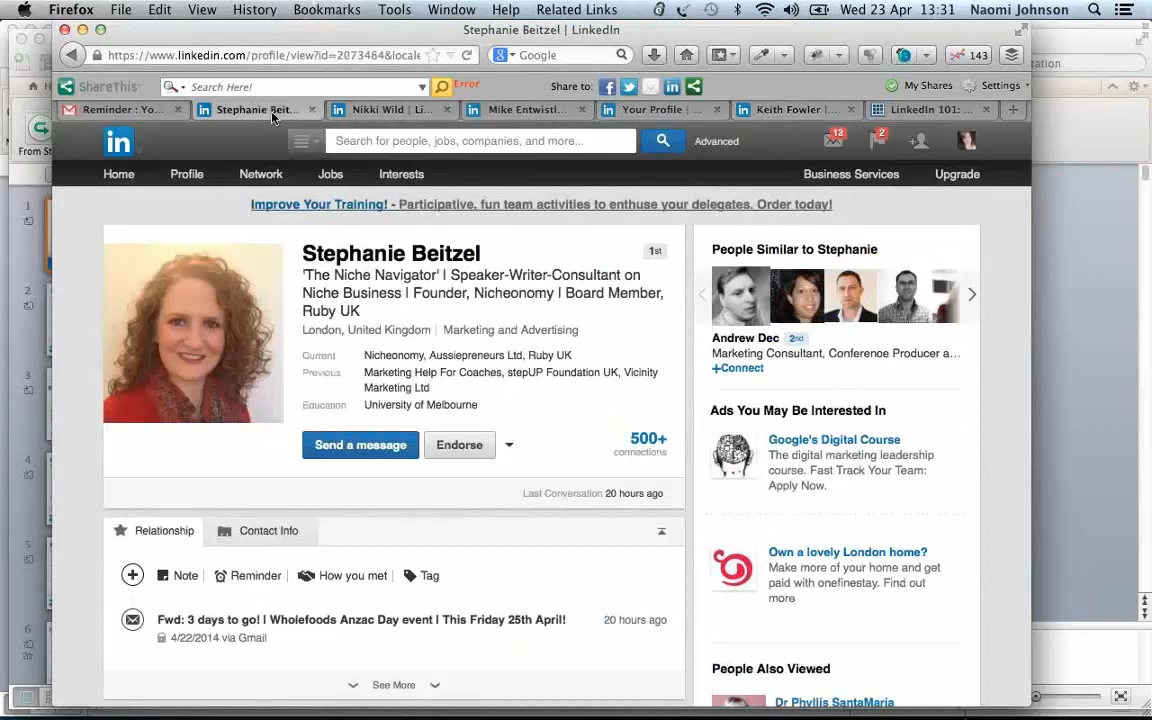 Firefox File Edit View History Bookmarks Tools Window Help Related Links Wed 23 Apr 13:31 Naomi Johnson
Stephanie Beitzel | LinkedIn
https://www.linkedin.com/profile/view?id=2073464&locale Google 143
ShareThis Search Here! Error Share to: My Shares Settings
Reminder : Yo... Stephanie Beit... Nikki Wild | Li... Mike Entwistl... Your Profile | ... Keith Fowler | ... LinkedIn 101: ...
From St
in Search for people, jobs, companies, and more... Advanced 13 2
Home Profile Network Jobs Interests Business Services Upgrade
Improve Your Training! - Participative, fun team activities to enthuse your delegates. Order today!
Stephanie Beitzel 1st
'The Niche Navigator' | Speaker-Writer-Consultant on
Niche Business | Founder, Nicheonomy | Board Member,
Ruby UK
London, United Kingdom Marketing and Advertising
Current Nicheonomy, Aussiepreneurs Ltd, Ruby UK
Previous Marketing Help For Coaches, stepUP Foundation UK, Vicinity
Marketing Ltd
Education University of Melbourne
Send a message Endorse 500+
connections
Last Conversation 20 hours ago
Relationship Contact Info
Note Reminder How you met Tag
Fwd: 3 days to go! | Wholefoods Anzac Day event | This Friday 25th April! 20 hours ago
4/22/2014 via Gmail
See More
People Similar to Stephanie
Andrew Dec 2nd
Marketing Consultant, Conference Producer a...
+Connect
Ads You May Be Interested In
Google's Digital Course
The digital marketing leadership
course. Fast Track Your Team:
Apply Now.
Own a lovely London home?
Make more of your home and get
paid with onefinestay. Find out
more
People Also Viewed
Dr Phyllis SantaMaria
1
2
3
4
5
6